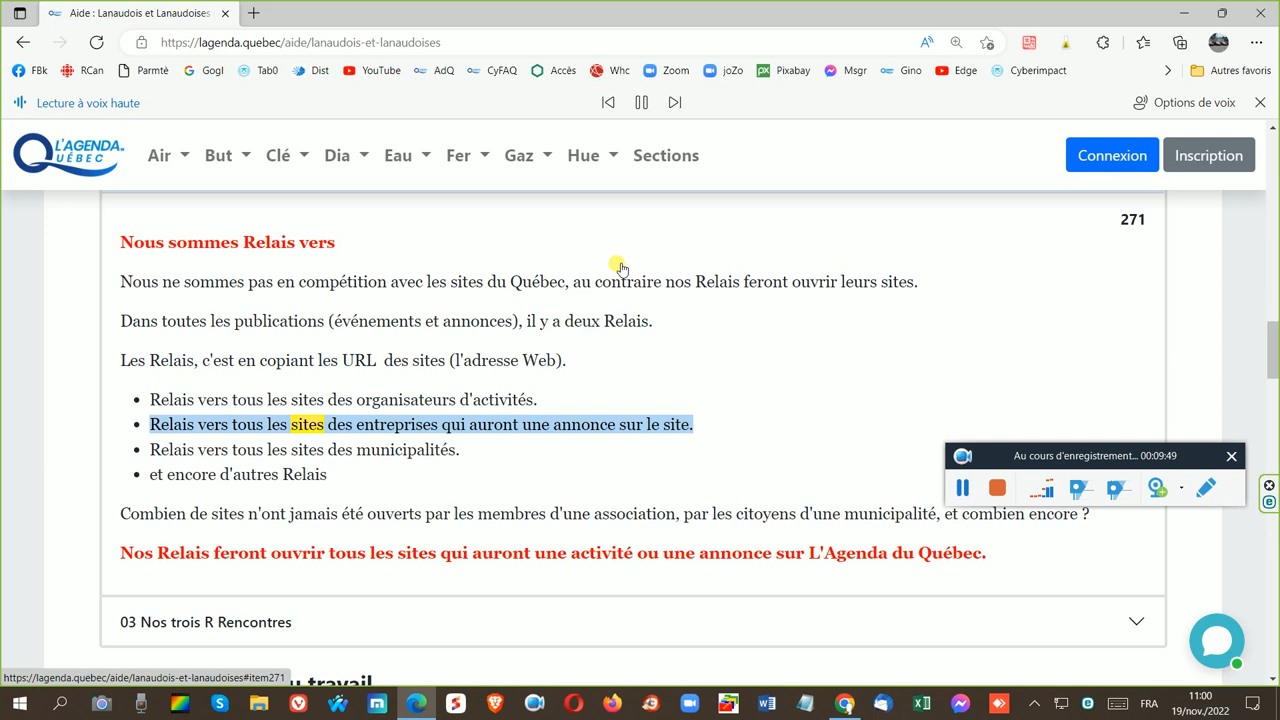 Aide : Lanaudois et Lanaudoises
https://lagenda.quebec/aide/lanaudois-et-lanaudoises
FBk RCan Parmtè Gogl Tab0 Disc YouTube AdQ CyFAQ Accès Whc Zoom joZo Pixabay Msgr Gino Edge Cyberimpact Autres favoris
Lecture à voix haute Options de voix
L'AGENDA QUÉBEC Air But Clé Dia Eau Fer Gaz Hue Sections Connexion Inscription
271
Nous sommes Relais vers
Nous ne sommes pas en compétition avec les sites du Québec, au contraire nos Relais feront ouvrir leurs sites.
Dans toutes les publications (événements et annonces), il y a deux Relais.
Les Relais, c'est en copiant les URL des sites (l'adresse Web).
• Relais vers tous les sites des organisateurs d'activités.
• Relais vers tous les sites des entreprises qui auront une annonce sur le site.
• Relais vers tous les sites des municipalités.
• et encore d'autres Relais
Au cours d'enregistrement... 00:09:49
Combien de sites n'ont jamais été ouverts par les membres d'une association, par les citoyens d'une municipalité, et combien encore ?
Nos Relais feront ouvrir tous les sites qui auront une activité ou une annonce sur L'Agenda du Québec.
03 Nos trois R Rencontres
u travail
https://lagenda.quebec/aide/lanaudois-et-lanaudoises#item271
FRA
11:00
19/nov./2022